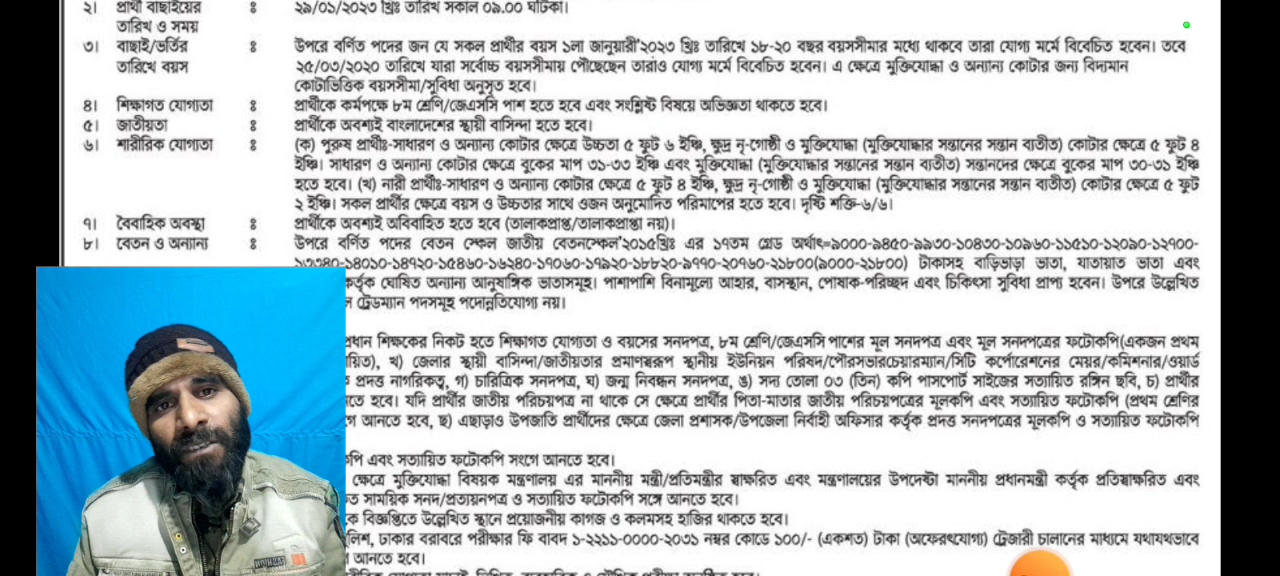 ২। প্রার্থী বাছাইয়ের ঃ ২৯/০১/২০২৩ খ্রিঃ তারিখ সকাল ০৯.০০ ঘটিকা।
তারিখ ও সময়
৩। বাছাই/ভর্তির ঃ উপরে বর্ণিত পদের জন যে সকল প্রার্থীর বয়স ১লা জানুয়ারী'২০২৩ খ্রিঃ তারিখে ১৮-২০ বছর বয়সসীমার মধ্যে থাকবে তারা যোগ্য মর্মে বিবেচিত হবেন। তবে
তারিখে বয়স ২৫/০৩/২০২০ তারিখে যারা সর্বোচ্চ বয়সসীমায় পৌছেছেন তারাও যোগ্য মর্মে বিবেচিত হবেন। এ ক্ষেত্রে মুক্তিযোদ্ধা ও অন্যান্য কোটার জন্য বিদ্যমান
কোটাভিত্তিক বয়সসীমা/সুবিধা অনুসৃত হবে।
৪। শিক্ষাগত যোগ্যতা ঃ প্রার্থীকে কর্মপক্ষে ৮ম শ্রেণি/জেএসসি পাশ হতে হবে এবং সংশ্লিষ্ট বিষয়ে অভিজ্ঞতা থাকতে হবে।
৫। জাতীয়তা ঃ প্রার্থীকে অবশ্যই বাংলাদেশের স্থায়ী বাসিন্দা হতে হবে।
৬। শারীরিক যোগ্যতা ঃ (ক) পুরুষ প্রার্থীঃ-সাধারণ ও অন্যান্য কোটার ক্ষেত্রে উচ্চতা ৫ ফুট ৬ ইঞ্চি, ক্ষুদ্র নৃ-গোষ্ঠী ও মুক্তিযোদ্ধা (মুক্তিযোদ্ধার সন্তানের সন্তান ব্যতীত) কোটার ক্ষেত্রে ৫ ফুট ৪
ইঞ্চি। সাধারণ ও অন্যান্য কোটার ক্ষেত্রে বুকের মাপ ৩১-৩৩ ইঞ্চি এবং মুক্তিযোদ্ধা (মুক্তিযোদ্ধার সন্তানের সন্তান ব্যতীত) সন্তানদের ক্ষেত্রে বুকের মাপ ৩০-৩১ ইঞ্চি
হতে হবে। (খ) নারী প্রার্থীঃ-সাধারণ ও অন্যান্য কোটার ক্ষেত্রে ৫ ফুট ৪ ইঞ্চি, ক্ষুদ্র নৃ-গোষ্ঠী ও মুক্তিযোদ্ধা (মুক্তিযোদ্ধার সন্তানের সন্তান ব্যতীত) কোটার ক্ষেত্রে ৫ ফুট
২ ইঞ্চি। সকল প্রার্থীর ক্ষেত্রে বয়স ও উচ্চতার সাথে ওজন অনুমোদিত পরিমাপের হতে হবে। দৃষ্টি শক্তি-৬/৬।
৭। বৈবাহিক অবস্থা ঃ প্রার্থীকে অবশ্যই অবিবাহিত হতে হবে (তালাকপ্রাপ্ত/তালাকপ্রাপ্তা নয়)।
৮। বেতন ও অন্যান্য ঃ উপরে বর্ণিত পদের বেতন স্কেল জাতীয় বেতনস্কেল'২০১৫খ্রিঃ এর ১৭তম গ্রেড অর্থাৎ=৯০০০-৯৪৫০-৯৯৩০-১০৪৩০-১০৯৬০-১১৫১০-১২০৯০-১২৭০০-
১৩৩৪০-১৪০১০-১৪৭২০-১৫৪৬০-১৬২৪০-১৭০৬০-১৭৯২০-১৮৮২০-৯৭৭০-২০৭৬০-২১৮০০(৯০০০-২১৮০০) টাকাসহ বাড়িভাড়া ভাতা, যাতায়াত ভাতা এবং
কর্তৃক ঘোষিত অন্যান্য আনুষাঙ্গিক ভাতাসমূহ। পাশাপাশি বিনামূল্যে আহার, বাসস্থান, পোষাক-পরিচ্ছদ এবং চিকিৎসা সুবিধা প্রাপ্য হবেন। উপরে উল্লেখিত
ট্রেডম্যান পদসমূহ পদোন্নতিযোগ্য নয়।
প্রধান শিক্ষকের নিকট হতে শিক্ষাগত যোগ্যতা ও বয়সের সনদপত্র, ৮ম শ্রেণি/জেএসসি পাশের মূল সনদপত্র এবং মূল সনদপত্রের ফটোকপি(একজন প্রথম
য়িত), খ) জেলার স্থায়ী বাসিন্দা/জাতীয়তার প্রমাণস্বরূপ স্থানীয় ইউনিয়ন পরিষদ/পৌরসভারচেয়ারম্যান/সিটি কর্পোরেশনের মেয়র/কমিশনার/ওয়ার্ড
প্রদত্ত নাগরিকত্ব, গ) চারিত্রিক সনদপত্র, ঘ) জন্ম নিবন্ধন সনদপত্র, ঙ) সদ্য তোলা ০৩ (তিন) কপি পাসপোর্ট সাইজের সত্যায়িত রঙ্গিন ছবি, চ) প্রার্থীর
নতে হবে। যদি প্রার্থীর জাতীয় পরিচয়পত্র না থাকে সে ক্ষেত্রে প্রার্থীর পিতা-মাতার জাতীয় পরিচয়পত্রের মূলকপি এবং সত্যায়িত ফটোকপি (প্রথম শ্রেণির
গে আনতে হবে, ছ) এছাড়াও উপজাতি প্রার্থীদের ক্ষেত্রে জেলা প্রশাসক/উপজেলা নির্বাহী অফিসার কর্তৃক প্রদত্ত সনদপত্রের মূলকপি ও সত্যায়িত ফটোকপি
কপি এবং সত্যায়িত ফটোকপি সংগে আনতে হবে।
ক্ষেত্রে মুক্তিযোদ্ধা বিষয়ক মন্ত্রণালয় এর মাননীয় মন্ত্রী/প্রতিমন্ত্রীর স্বাক্ষরিত এবং মন্ত্রণালয়ের উপদেষ্টা মাননীয় প্রধানমন্ত্রী কর্তৃক প্রতিস্বাক্ষরিত এবং
ত সাময়িক সনদ/প্রত্যয়নপত্র ও সত্যায়িত ফটোকপি সঙ্গে আনতে হবে।
কে বিজ্ঞপ্তিতে উল্লেখিত স্থানে প্রয়োজনীয় কাগজ ও কলমসহ হাজির থাকতে হবে।
লিশ, ঢাকার বরাবরে পরীক্ষার ফি বাবদ ১-২২১১-০০০০-২০৩১ নম্বর কোডে ১০০/- (একশত) টাকা (অফেরৎযোগ্য) ট্রেজারী চালানের মাধ্যমে যথাযথভাবে
আনতে হবে।